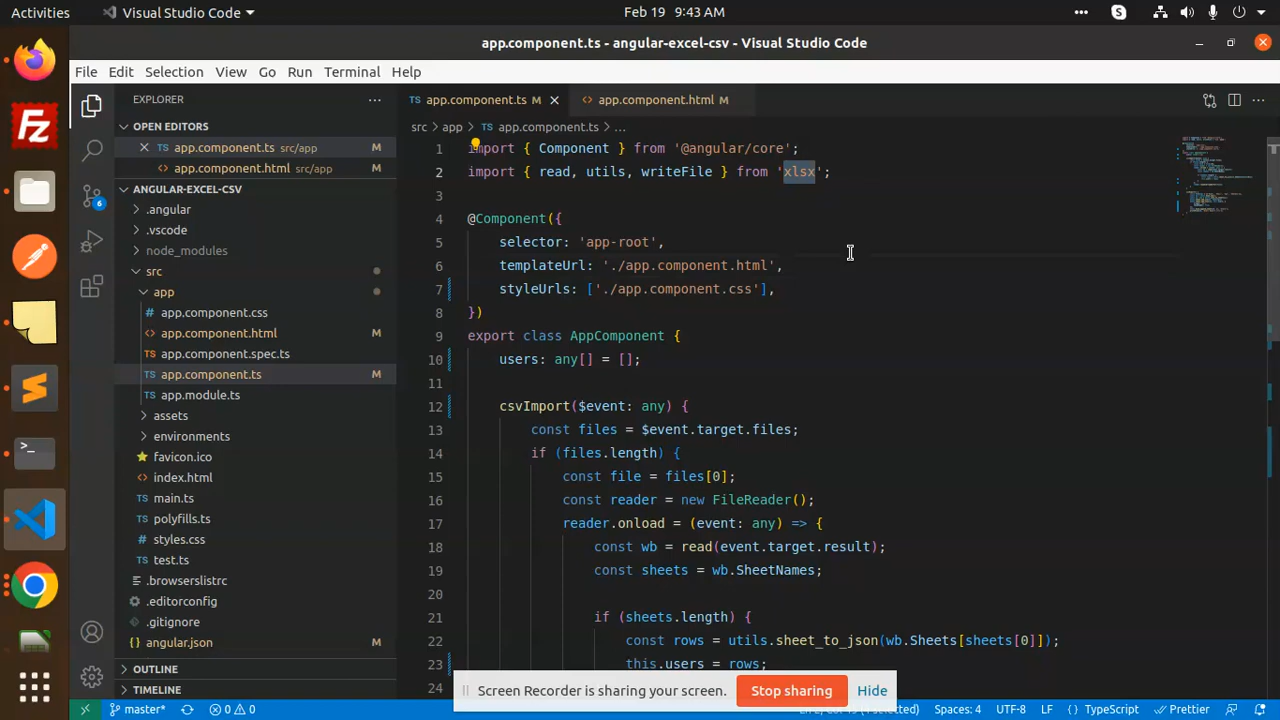 Activities
Visual Studio Code
Feb 19 9:43 AM
app.component.ts - angular-excel-csv - Visual Studio Code
File Edit Selection View Go Run Terminal Help
EXPLORER
OPEN EDITORS
TS app.component.ts src/app M
<> app.component.html src/app M
ANGULAR-EXCEL-CSV
.angular
.vscode
node_modules
src
app
# app.component.css
<> app.component.html M
TS app.component.spec.ts
TS app.component.ts M
TS app.module.ts
assets
environments
favicon.ico
<> index.html
TS main.ts
TS polyfills.ts
# styles.css
TS test.ts
.browserslistrc
.editorconfig
.gitignore
{} angular.json M
OUTLINE
TIMELINE
6
TS app.component.ts M
<> app.component.html M
src > app > TS app.component.ts > ...
1 import { Component } from '@angular/core';
2 import { read, utils, writeFile } from 'xlsx';
3
4 @Component({
5 selector: 'app-root',
6 templateUrl: './app.component.html',
7 styleUrls: ['./app.component.css'],
8 })
9 export class AppComponent {
10 users: any[] = [];
11
12 csvImport($event: any) {
13 const files = $event.target.files;
14 if (files.length) {
15 const file = files[0];
16 const reader = new FileReader();
17 reader.onload = (event: any) => {
18 const wb = read(event.target.result);
19 const sheets = wb.SheetNames;
20
21 if (sheets.length) {
22 const rows = utils.sheet_to_json(wb.Sheets[sheets[0]]);
23 this.users = rows;
24
Screen Recorder is sharing your screen.
Stop sharing
Hide
master*
0 0
Spaces: 4
UTF-8
LF
{} TypeScript
Prettier